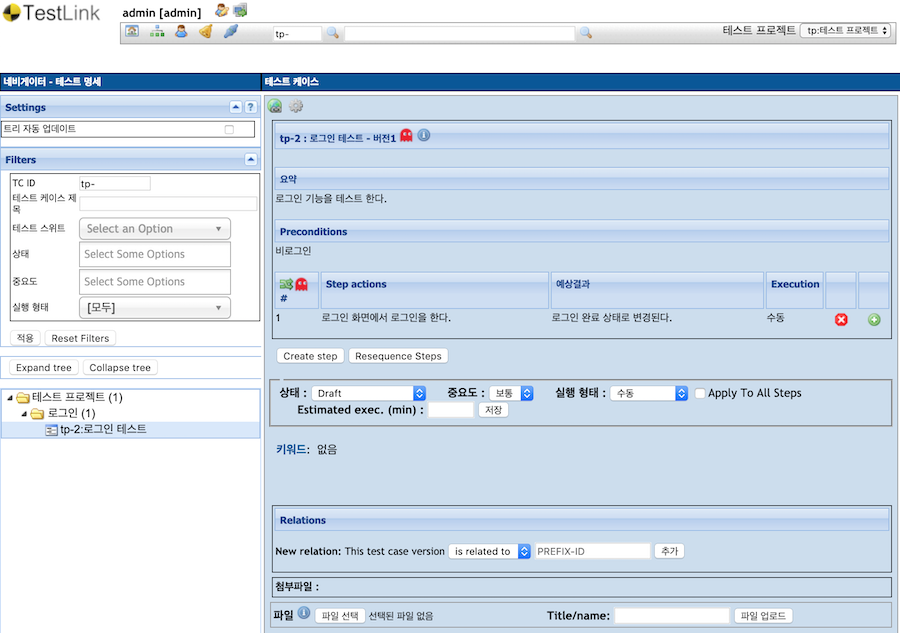 TestLink
admin [admin]
tp-
테스트 프로젝트 tp:테스트 프로젝트
네비게이터 - 테스트 명세
테스트 케이스
Settings ?
트리 자동 업데이트
Filters
TC ID tp-
테스트 케이스 제
목
테스트 스위트 Select an Option
상태 Select Some Options
중요도 Select Some Options
실행 형태 [모두]
적용 Reset Filters
Expand tree Collapse tree
테스트 프로젝트 (1)
로그인 (1)
tp-2:로그인 테스트
tp-2 : 로그인 테스트 - 버전1
요약
로그인 기능을 테스트 한다.
Preconditions
비로그인
# Step actions 예상결과 Execution
1 로그인 화면에서 로그인을 한다. 로그인 완료 상태로 변경된다. 수동
Create step Resequence Steps
상태 : Draft 중요도 : 보통 실행 형태 : 수동 Apply To All Steps
Estimated exec. (min) : 저장
키워드: 없음
Relations
New relation: This test case version is related to PREFIX-ID 추가
첨부파일 :
파일 파일 선택 선택된 파일 없음 Title/name: 파일 업로드